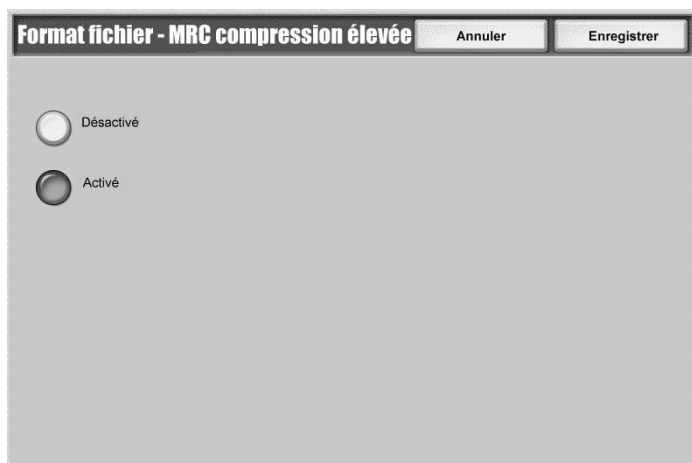 Format fichier - MRC compression élevée
Annuler
Enregistrer
Désactivé
Activé